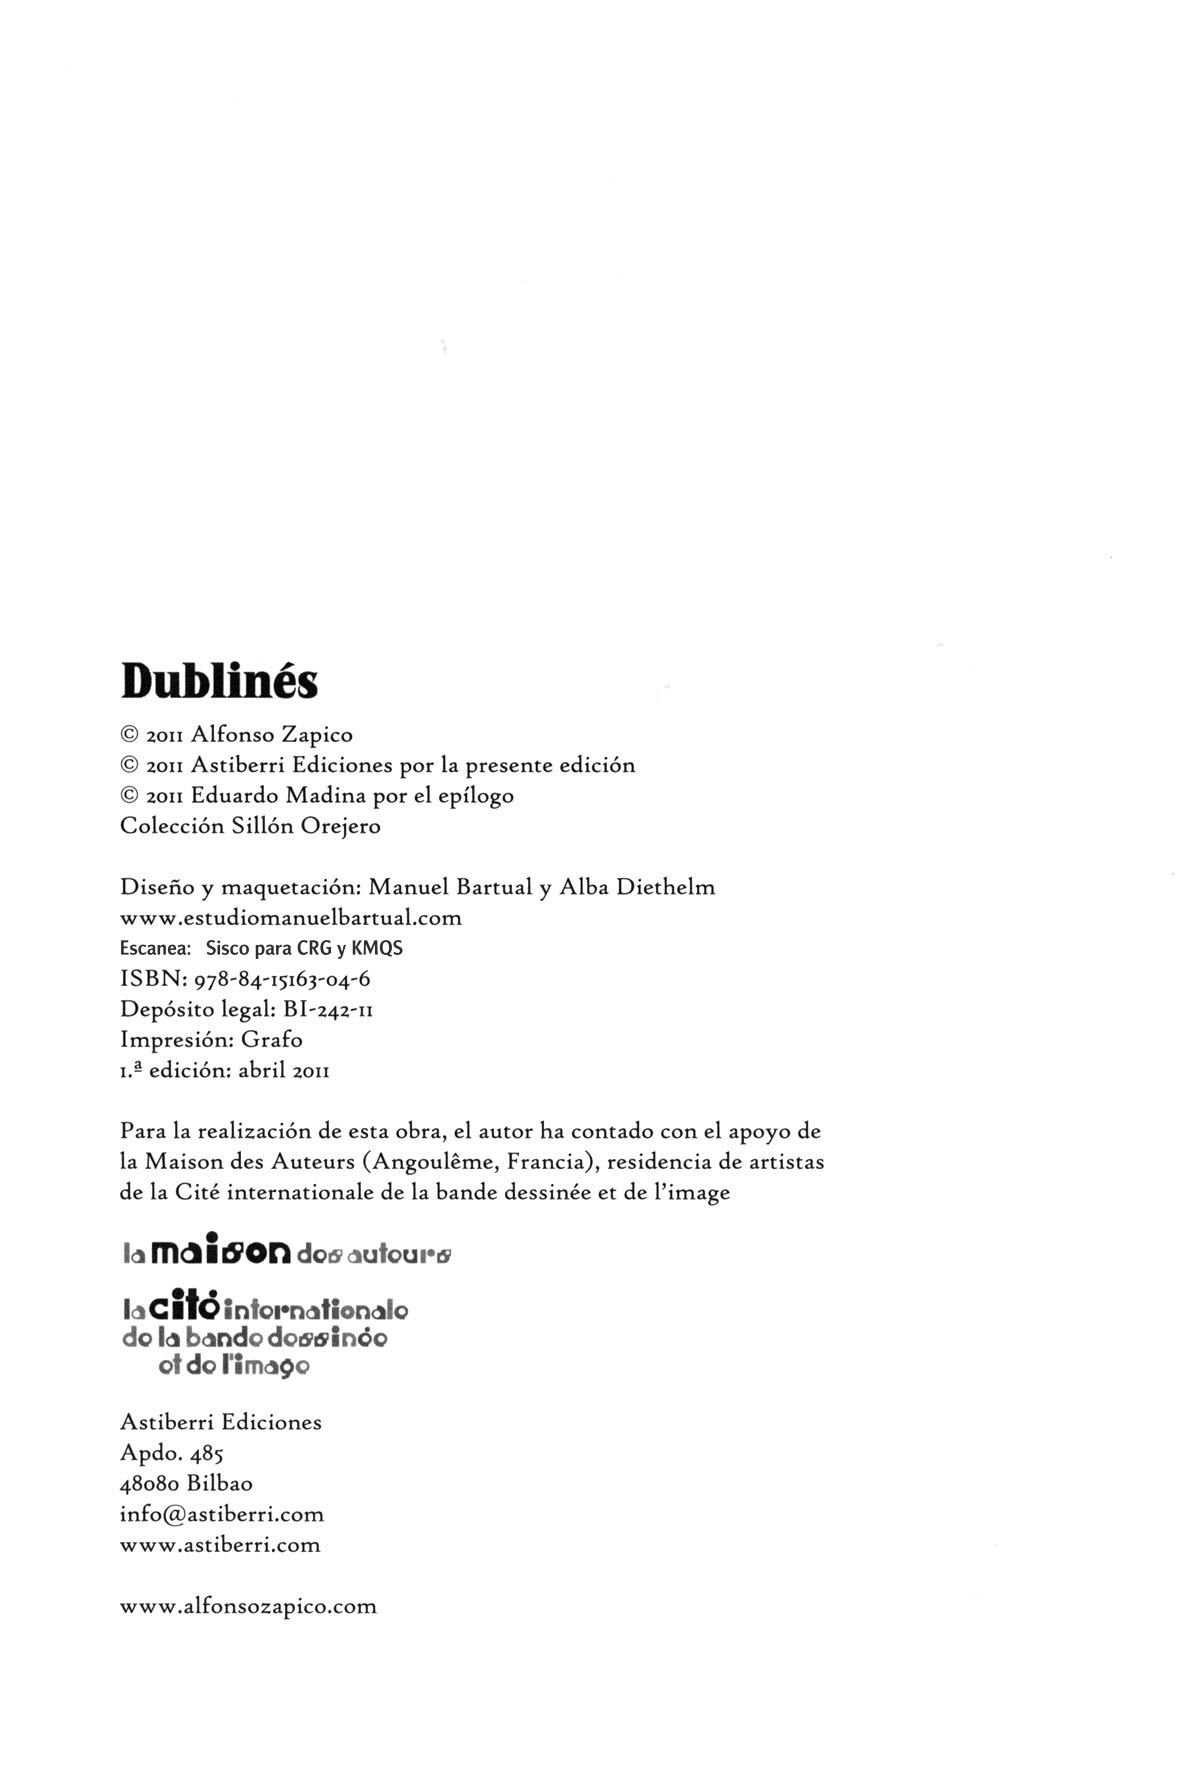 Dublinés
© 2011 Alfonso Zapico
© 2011 Astiberri Ediciones por la presente edición
© 2011 Eduardo Madina por el epílogo
Colección Sillón Orejero
Diseño y maquetación: Manuel Bartual y Alba Diethelm
www.estudiomanuelbartual.com
Escanea: Sisco para CRG y KMQS
ISBN: 978-84-15163-04-6
Depósito legal: BI-242-11
Impresión: Grafo
1.ª edición: abril 2011
Para la realización de esta obra, el autor ha contado con el apoyo de
la Maison des Auteurs (Angoulême, Francia), residencia de artistas
de la Cité internationale de la bande dessinée et de l'image
la maison des auteurs
la cité internationale
de la bande dessinée
et de l'image
Astiberri Ediciones
Apdo. 485
48080 Bilbao
info@astiberri.com
www.astiberri.com
www.alfonsozapico.com